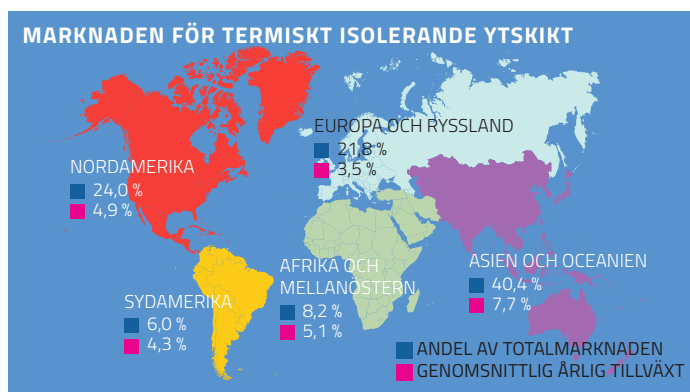 MARKNADEN FÖR TERMISKT ISOLERANDE YTSKIKT
EUROPA OCH RYSSLAND
21,8 %
3,5 %
NORDAMERIKA
24,0 %
4,9 %
AFRIKA OCH
MELLANÖSTERN
8,2 %
5,1 %
ASIEN OCH OCEANIEN
40,4 %
7,7 %
SYDAMERIKA
6,0 %
4,3 %
ANDEL AV TOTALMARKNADEN
GENOMSNITTLIG ÅRLIG TILLVÄXT